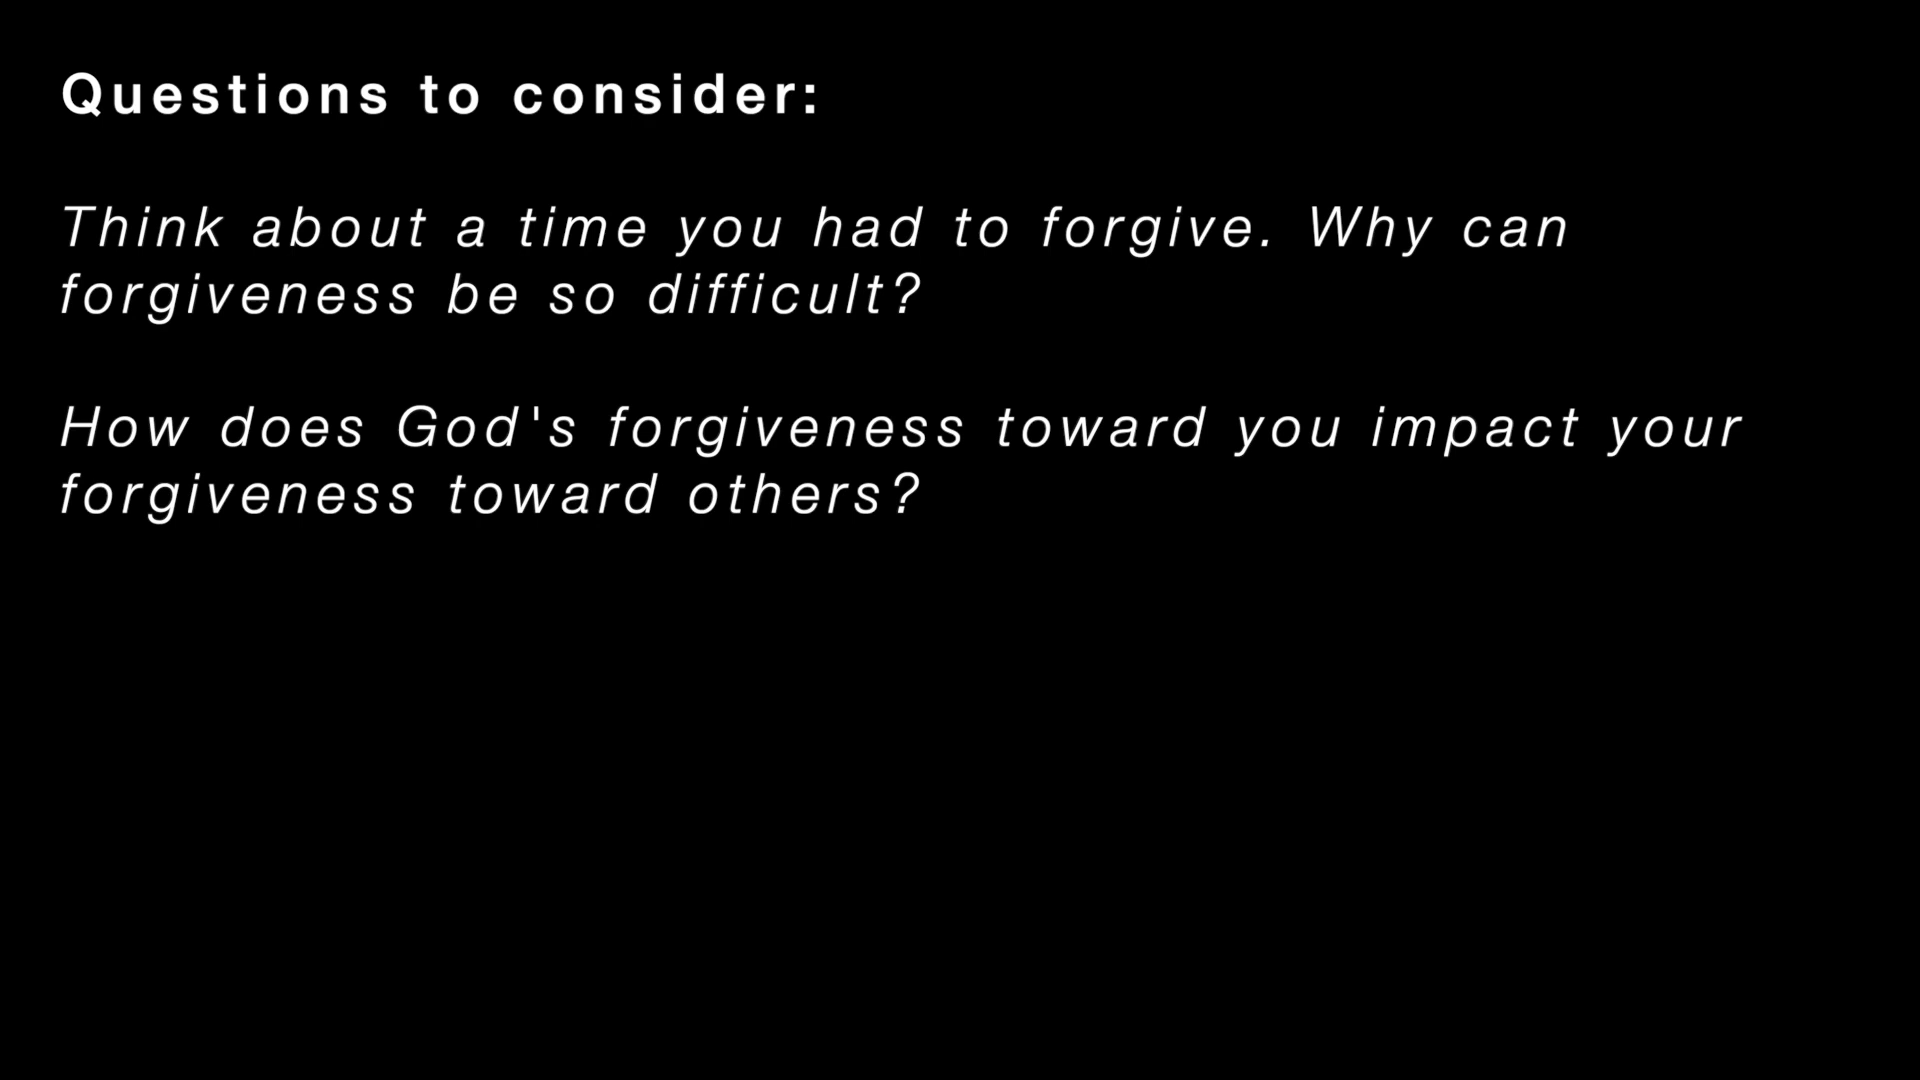 Questions to consider:
Think about a time you had to forgive. Why can
forgiveness be so difficult?
How does God's forgiveness toward you impact your
forgiveness toward others?